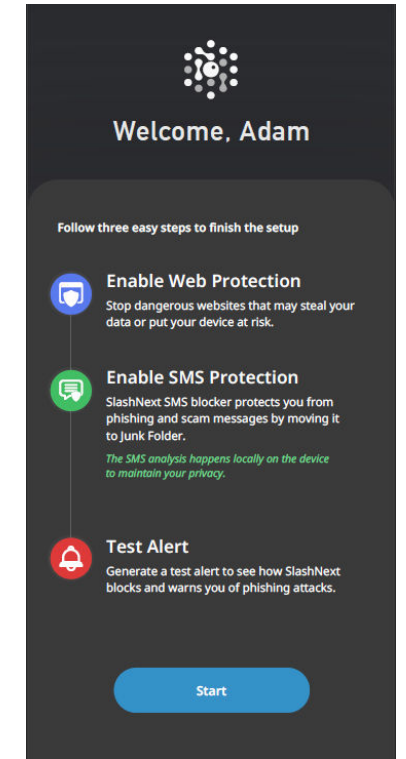 Welcome, Adam
Follow three easy steps to finish the setup
Enable Web Protection
Stop dangerous websites that may steal your
data or put your device at risk.
Enable SMS Protection
SlashNext SMS blocker protects you from
phishing and scam messages by moving it
to Junk Folder.
The SMS analysis happens locally on the device
to maintain your privacy.
Test Alert
Generate a test alert to see how SlashNext
blocks and warns you of phishing attacks.
Start